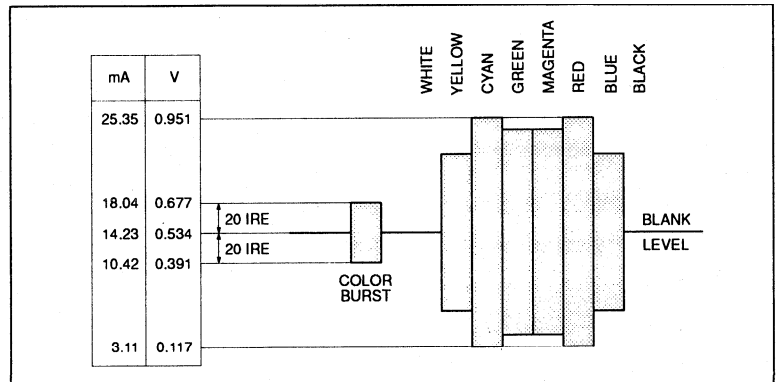 WHITE
YELLOW
CYAN
GREEN
MAGENTA
RED
BLUE
BLACK
mA V
25.35 0.951
18.04 0.677
20 IRE
14.23 0.534
20 IRE
10.42 0.391
BLANK
LEVEL
COLOR
BURST
3.11 0.117